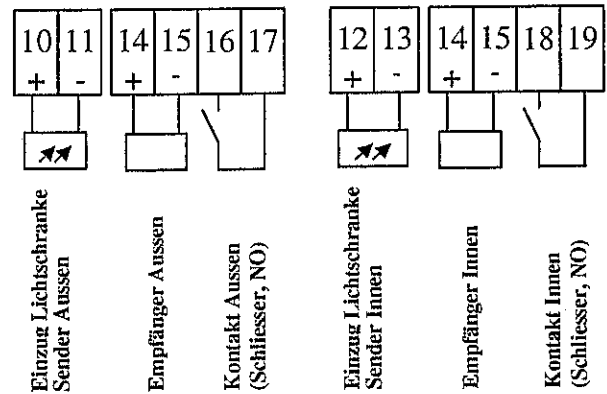 10 11 14 15 16 17
+ - + -
12 13 14 15 18 19
+ - + -
Einzug Lichtschranke
Sender Aussen
Empfänger Aussen
Kontakt Aussen
(Schliesser, NO)
Einzug Lichtschranke
Sender Innen
Empfänger Innen
Kontakt Innen
(Schliesser, NO)